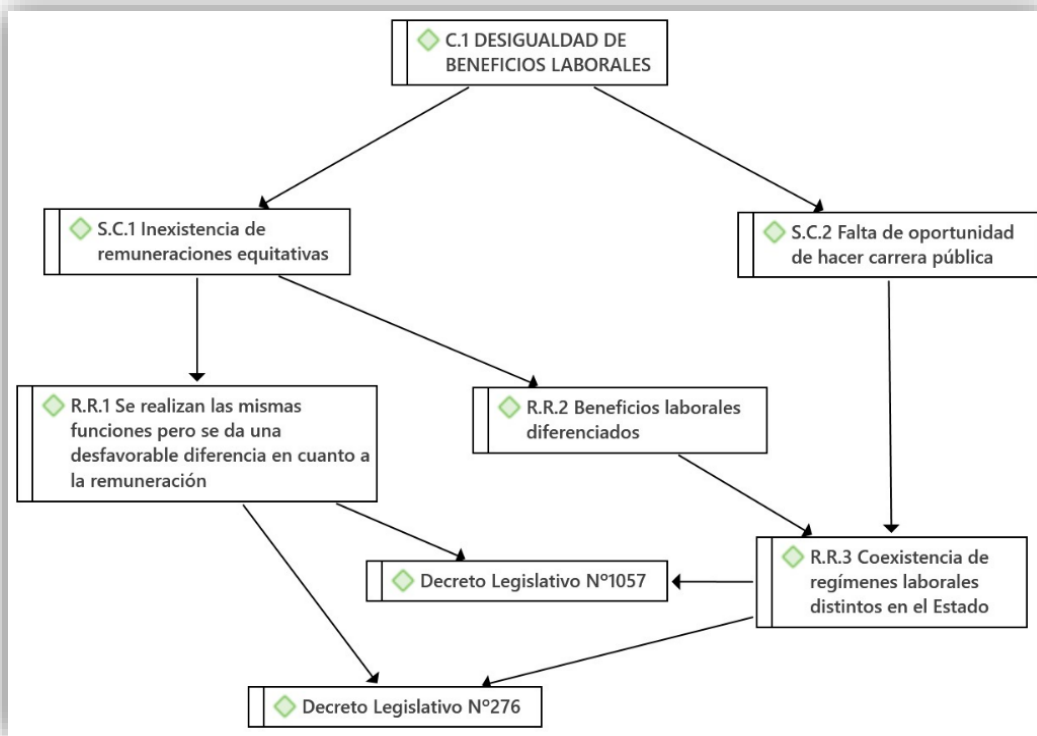 C.1 DESIGUALDAD DE
BENEFICIOS LABORALES
S.C.1 Inexistencia de
remuneraciones equitativas
S.C.2 Falta de oportunidad
de hacer carrera pública
R.R.1 Se realizan las mismas
funciones pero se da una
desfavorable diferencia en cuanto a
la remuneración
R.R.2 Beneficios laborales
diferenciados
R.R.3 Coexistencia de
regímenes laborales
distintos en el Estado
Decreto Legislativo Nº1057
Decreto Legislativo Nº276